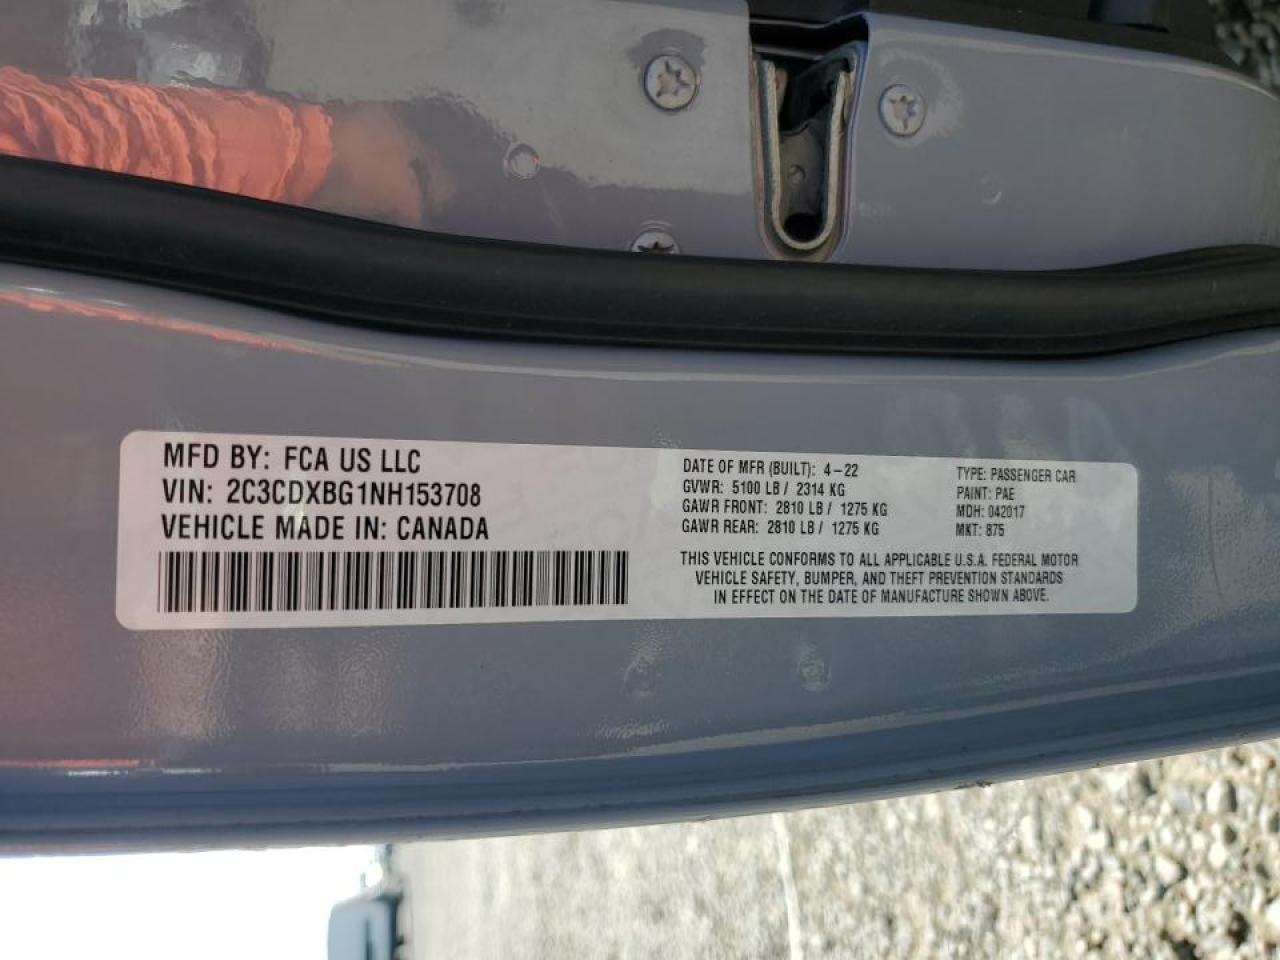 MFD BY: FCA US LLC
VIN: 2C3CDXBG1NH153708
VEHICLE MADE IN: CANADA
DATE OF MFR (BUILT): 4-22
GVWR: 5100 LB / 2314 KG
GAWR FRONT: 2810 LB / 1275 KG
GAWR REAR: 2810 LB / 1275 KG
TYPE: PASSENGER CAR
PAINT: PAE
MDH: 042017
MKT: 875
THIS VEHICLE CONFORMS TO ALL APPLICABLE U.S.A. FEDERAL MOTOR
VEHICLE SAFETY, BUMPER, AND THEFT PREVENTION STANDARDS
IN EFFECT ON THE DATE OF MANUFACTURE SHOWN ABOVE.